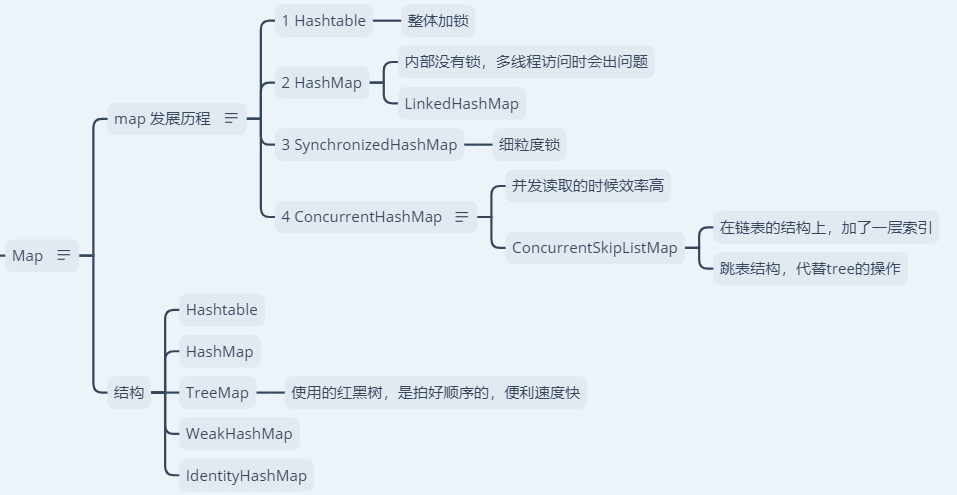 Map
map 发展历程
1 Hashtable
整体加锁
2 HashMap
内部没有锁，多线程访问时会出问题
LinkedHashMap
3 SynchronizedHashMap
细粒度锁
4 ConcurrentHashMap
并发读取的时候效率高
ConcurrentSkipListMap
在链表的结构上，加了一层索引
跳表结构，代替tree的操作
结构
Hashtable
HashMap
TreeMap
使用的红黑树，是拍好顺序的，便利速度快
WeakHashMap
IdentityHashMap